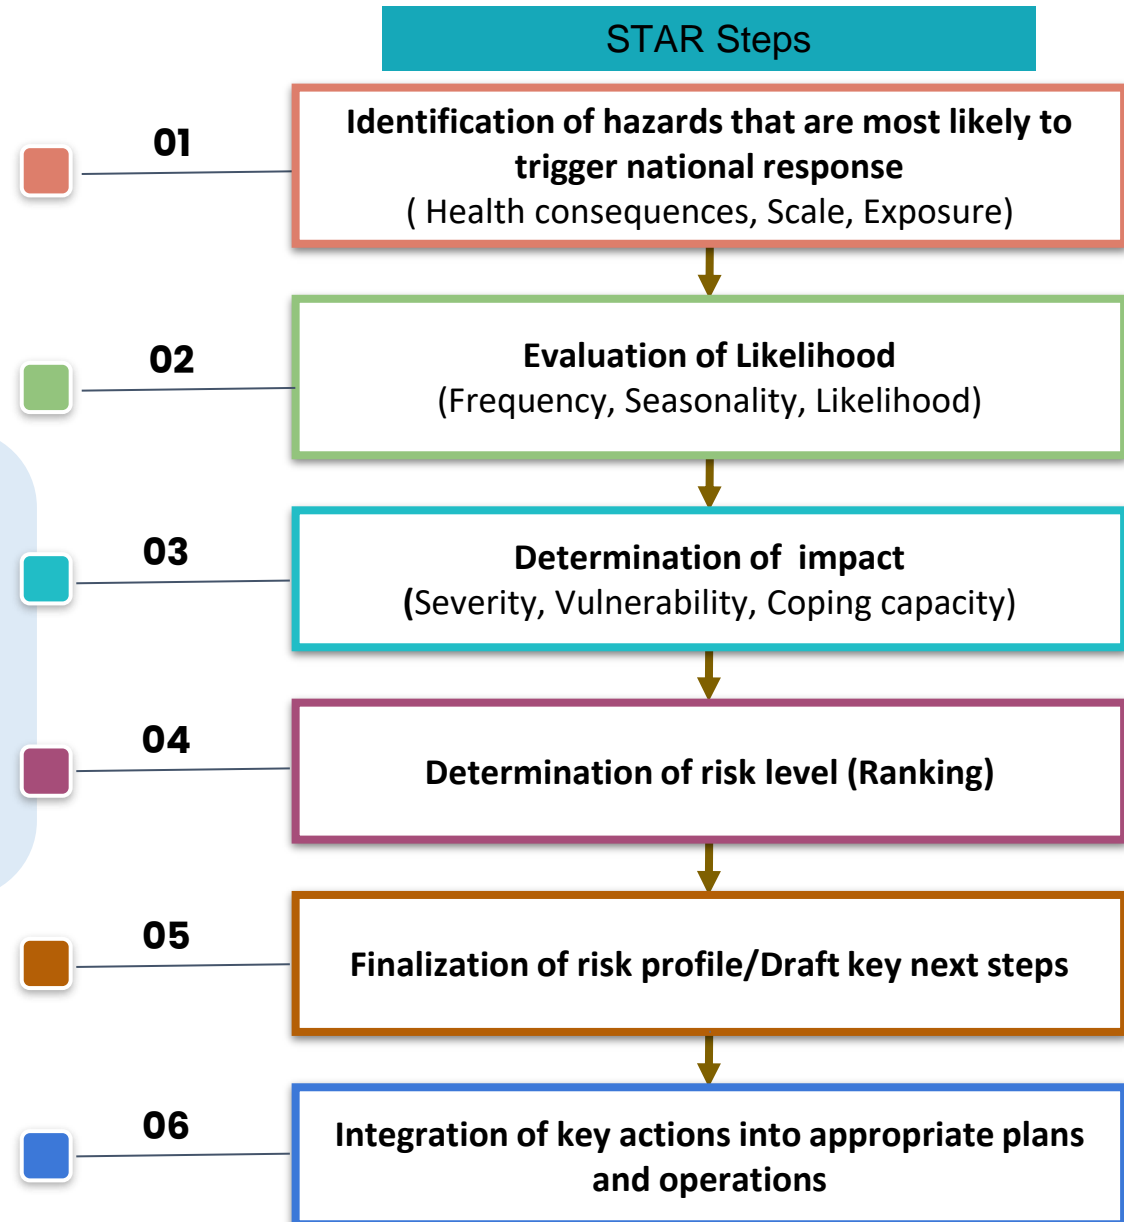 STAR Steps
01
Identification of hazards that are most likely to
trigger national response
( Health consequences, Scale, Exposure)
02
Evaluation of Likelihood
(Frequency, Seasonality, Likelihood)
03
Determination of  impact
(Severity, Vulnerability, Coping capacity)
04
Determination of risk level (Ranking)
05
Finalization of risk profile/Draft key next steps
06
Integration of key actions into appropriate plans
and operations